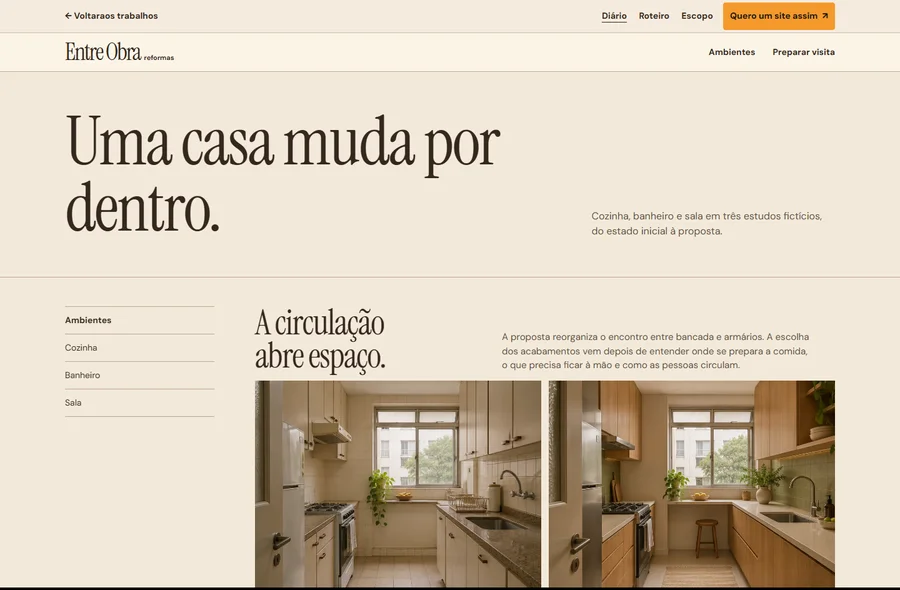 ← Voltaraos trabalhos
Diário
Roteiro
Escopo
Quero um site assim ↗
Entre Obra reformas
Ambientes
Preparar visita
Uma casa muda por
dentro.
Cozinha, banheiro e sala em três estudos fictícios,
do estado inicial à proposta.
Ambientes
Cozinha
Banheiro
Sala
A circulação
abre espaço.
A proposta reorganiza o encontro entre bancada e armários. A escolha
dos acabamentos vem depois de entender onde se prepara a comida,
o que precisa ficar à mão e como as pessoas circulam.